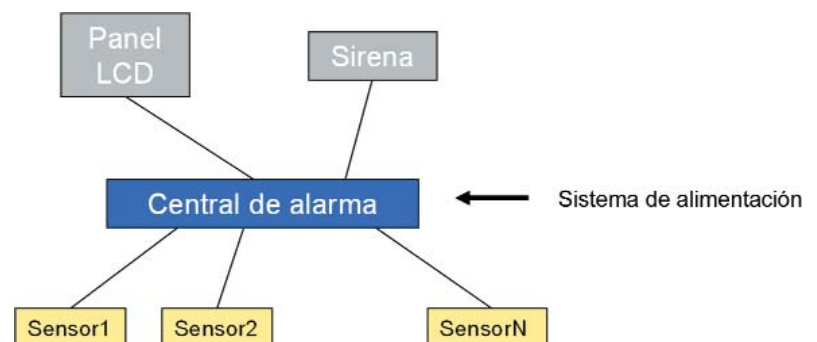 Panel
LCD
Sirena
Central de alarma
Sistema de alimentación
Sensor1
Sensor2
SensorN